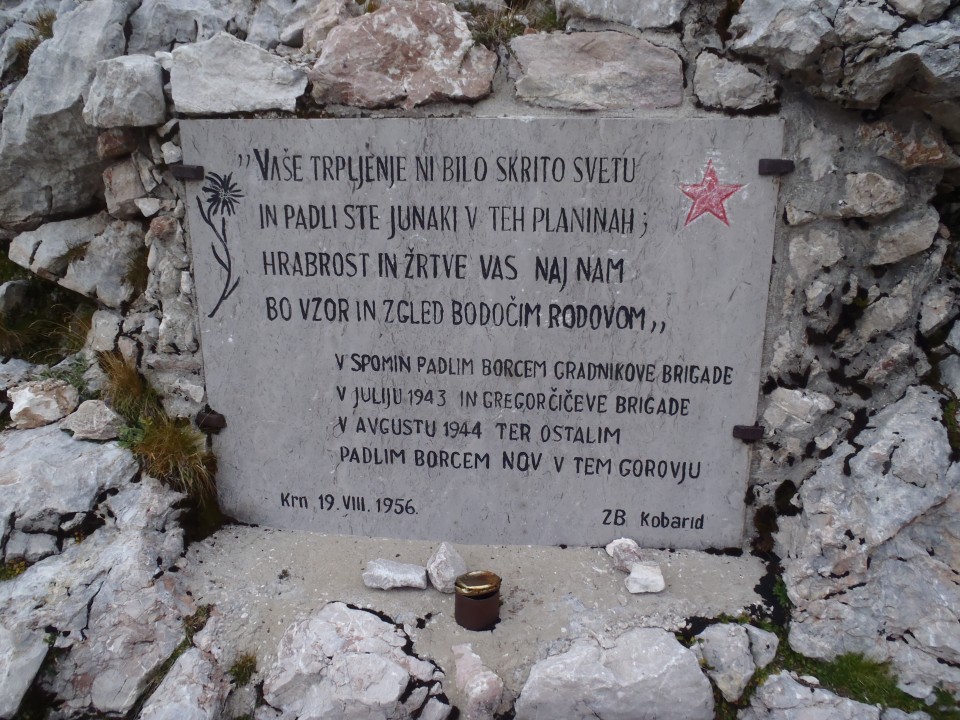 „VAŠE TRPLJENJE NI BILO SKRITO SVETU
IN PADLI STE JUNAKI V TEH PLANINAH;
HRABROST IN ŽRTVE VAS NAJ NAM
BO VZOR IN ZGLED BODOČIM RODOVOM„
V SPOMIN PADLIM BORCEM GRADNIKOVE BRIGADE
V JULIJU 1943 IN GREGORČIČEVE BRIGADE
V AVGUSTU 1944 TER OSTALIM
PADLIM BORCEM NOV V TEM GOROVJU
Krn 19. VIII. 1956.
ZB Kobarid